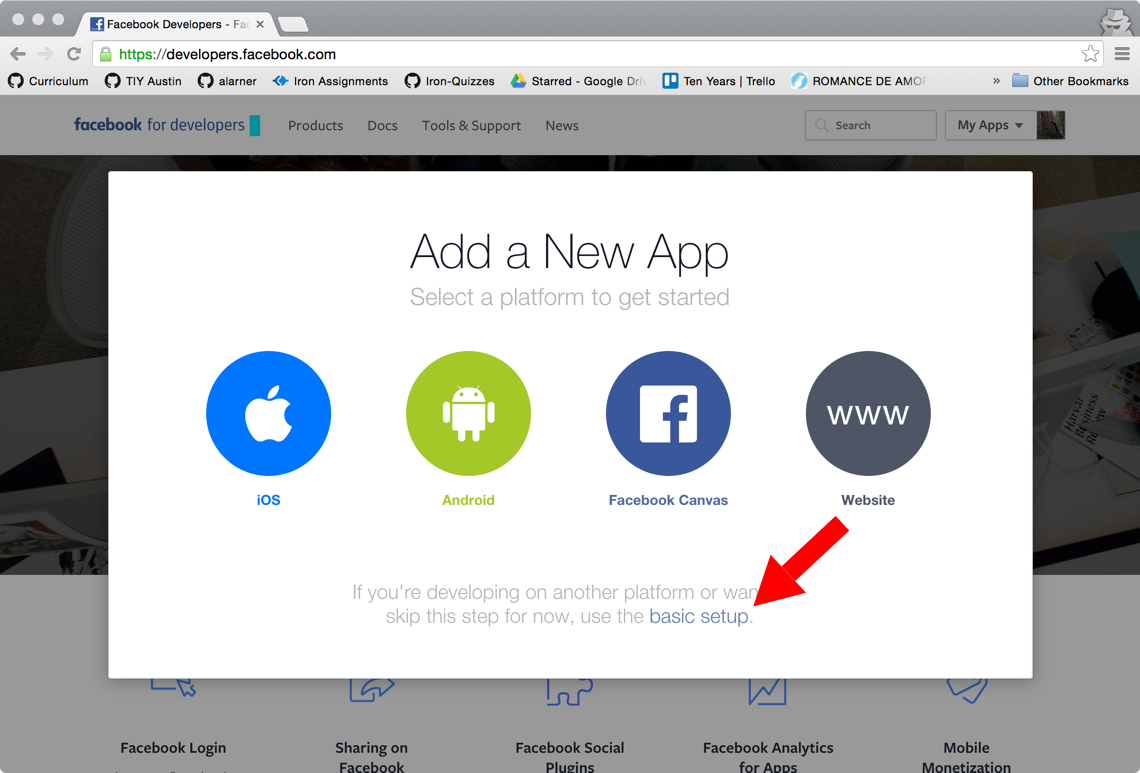 Facebook Developers - Fac
https://developers.facebook.com
Curriculum TIY Austin alarner Iron Assignments Iron-Quizzes Starred - Google Driv Ten Years | Trello ROMANCE DE AMOR » Other Bookmarks
facebook for developers Products Docs Tools & Support News Search My Apps
Add a New App
Select a platform to get started
www
iOS Android Facebook Canvas Website
Harvard
Business
If you're developing on another platform or wan
skip this step for now, use the basic setup.
Facebook Login Sharing on Facebook Social Facebook Analytics Mobile
Facebook Plugins for Apps Monetization